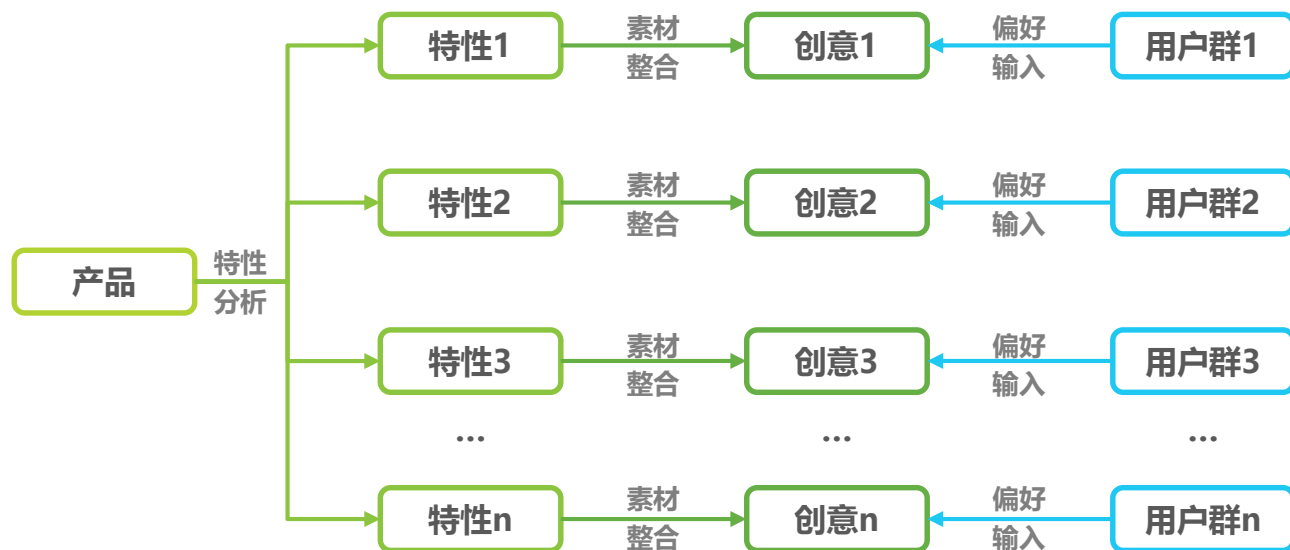 特性1
素材
整合
创意1
偏好
输入
用户群1
特性2
素材
整合
创意2
偏好
输入
用户群2
产品
特性
分析
特性3
素材
整合
创意3
偏好
输入
用户群3
...
...
...
特性n
素材
整合
创意n
偏好
输入
用户群n